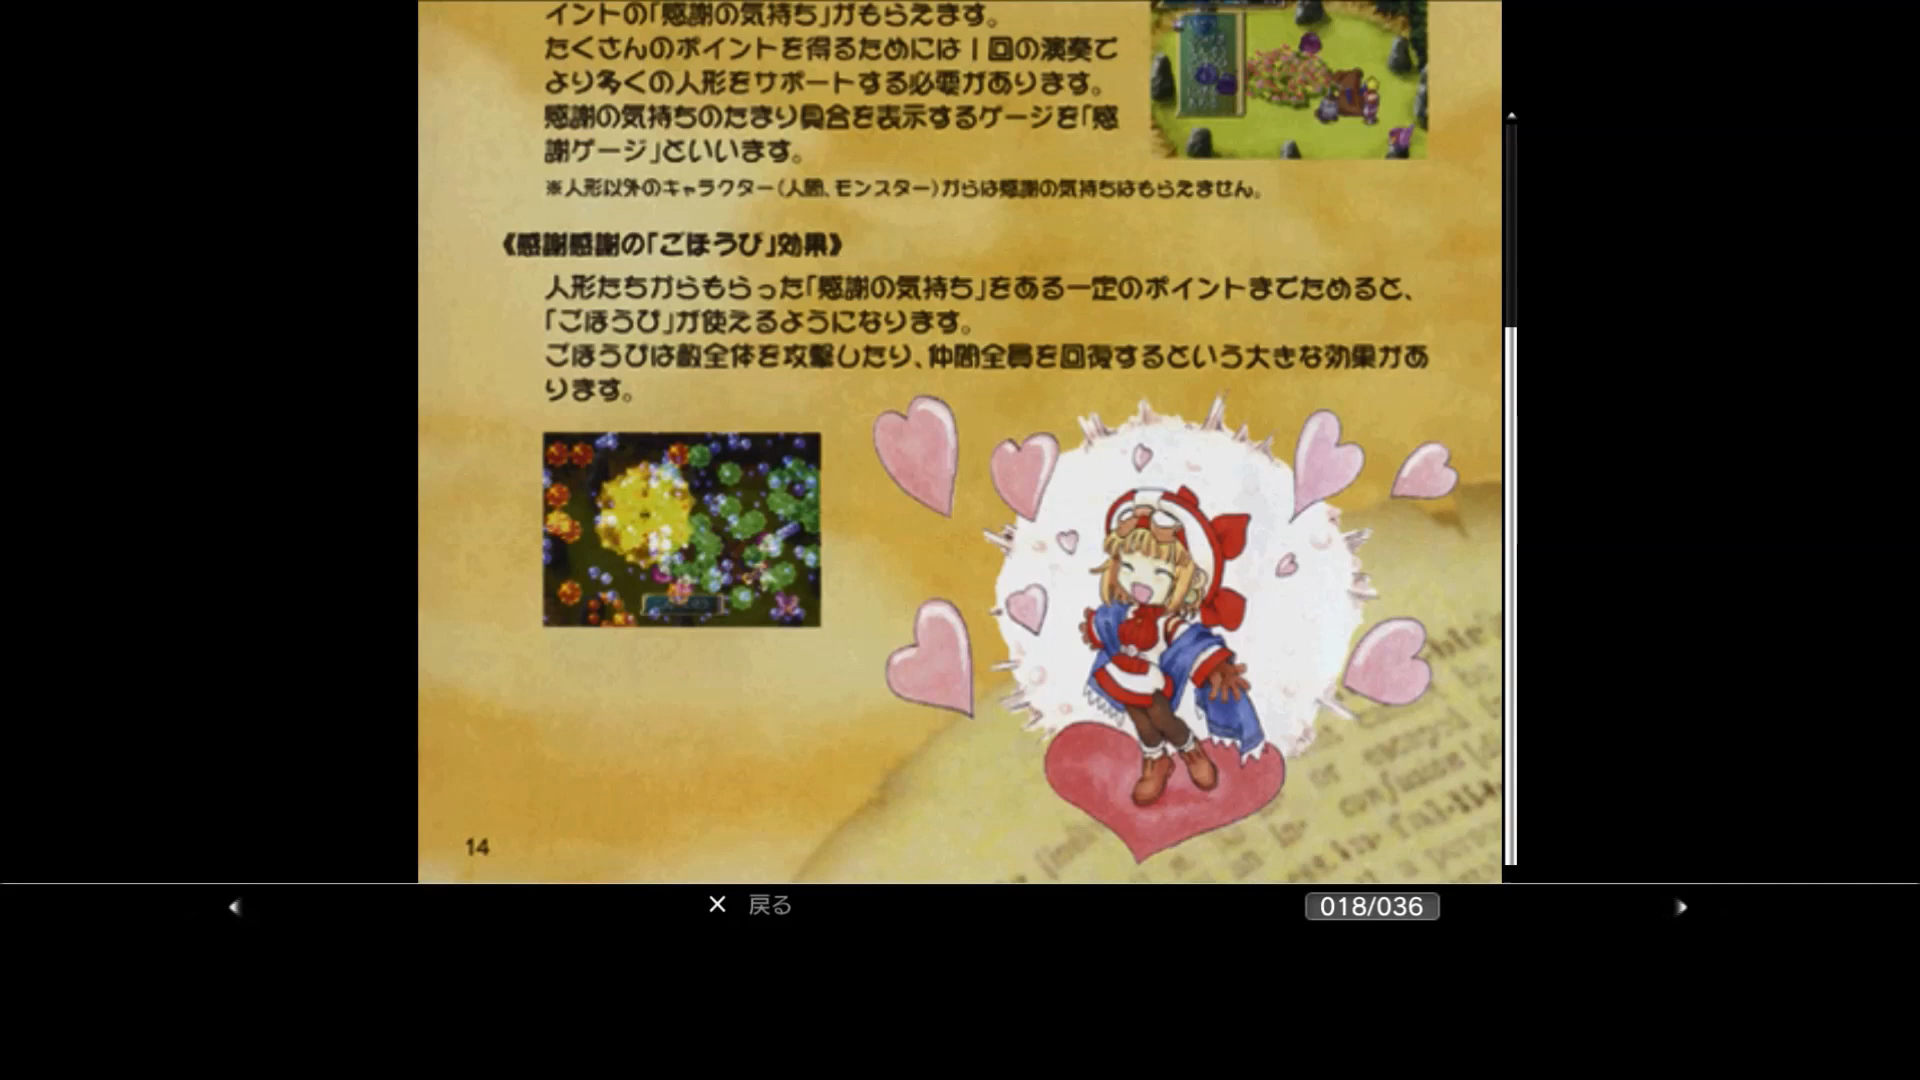 イントの「感謝の気持ち」がもらえます。
たくさんのポイントを得るためには1回の演奏で
より多くの人形をサポートする必要があります。
感謝の気持ちのたまり具合を表示するゲージを「感
謝ゲージ」といいます。
※人形以外のキャラクター(人間、モンスター)からは感謝の気持ちはもらえません。
《感謝感謝の「ごほうび」効果》
人形たちからもらった「感謝の気持ち」をある一定のポイントまでためると、
「ごほうび」が使えるようになります。
ごほうびは敵全体を攻撃したり、仲間全員を回復するという大きな効果があ
ります。
14
× 戻る
018/036